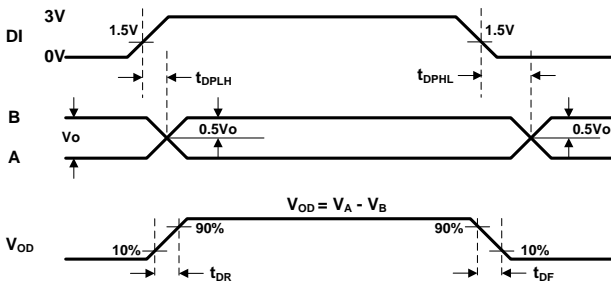 3V
DI
1.5V
1.5V
0V
tDPLH
tDPHL
B
Vo
0.5Vo
0.5Vo
A
VOD = VA - VB
90%
90%
VOD
10%
10%
tDR
tDF